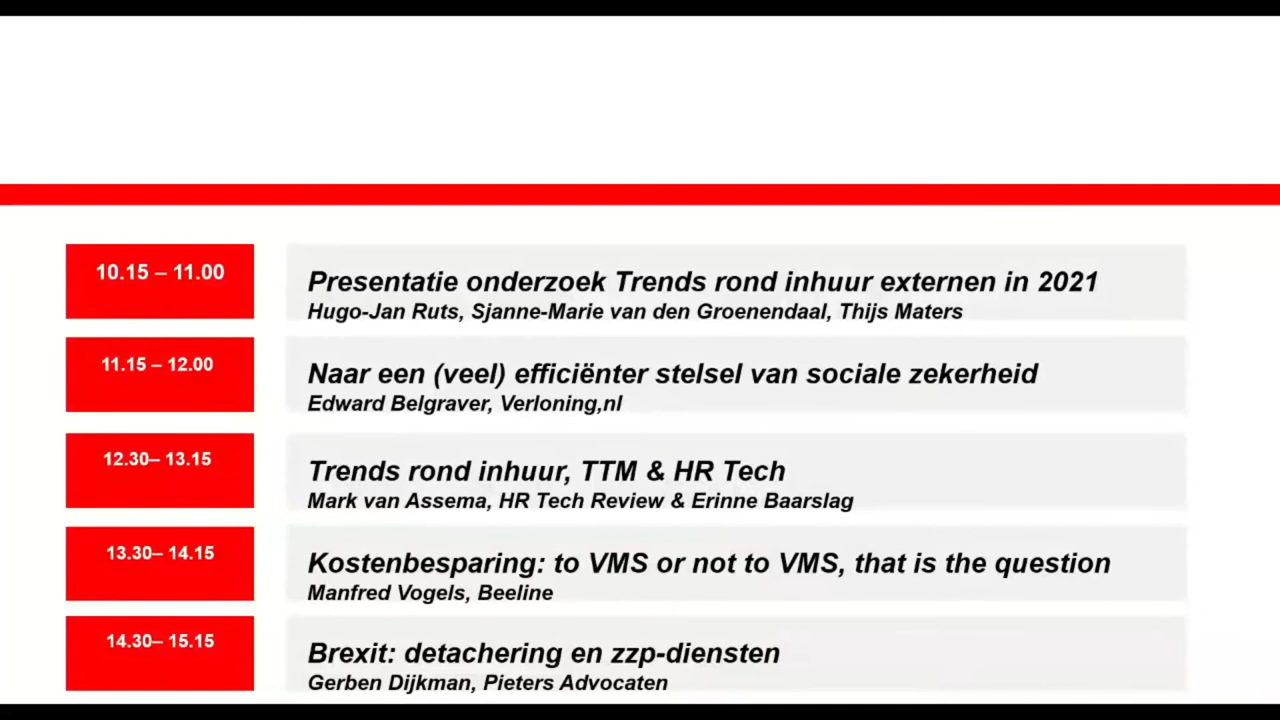 10.15 – 11.00
Presentatie onderzoek Trends rond inhuur externen in 2021
Hugo-Jan Ruts, Sjanne-Marie van den Groenendaal, Thijs Maters
11.15 – 12.00
Naar een (veel) efficiënter stelsel van sociale zekerheid
Edward Belgraver, Verloning,nl
12.30– 13.15
Trends rond inhuur, TTM & HR Tech
Mark van Assema, HR Tech Review & Erinne Baarslag
13.30– 14.15
Kostenbesparing: to VMS or not to VMS, that is the question
Manfred Vogels, Beeline
14.30– 15.15
Brexit: detachering en zzp-diensten
Gerben Dijkman, Pieters Advocaten